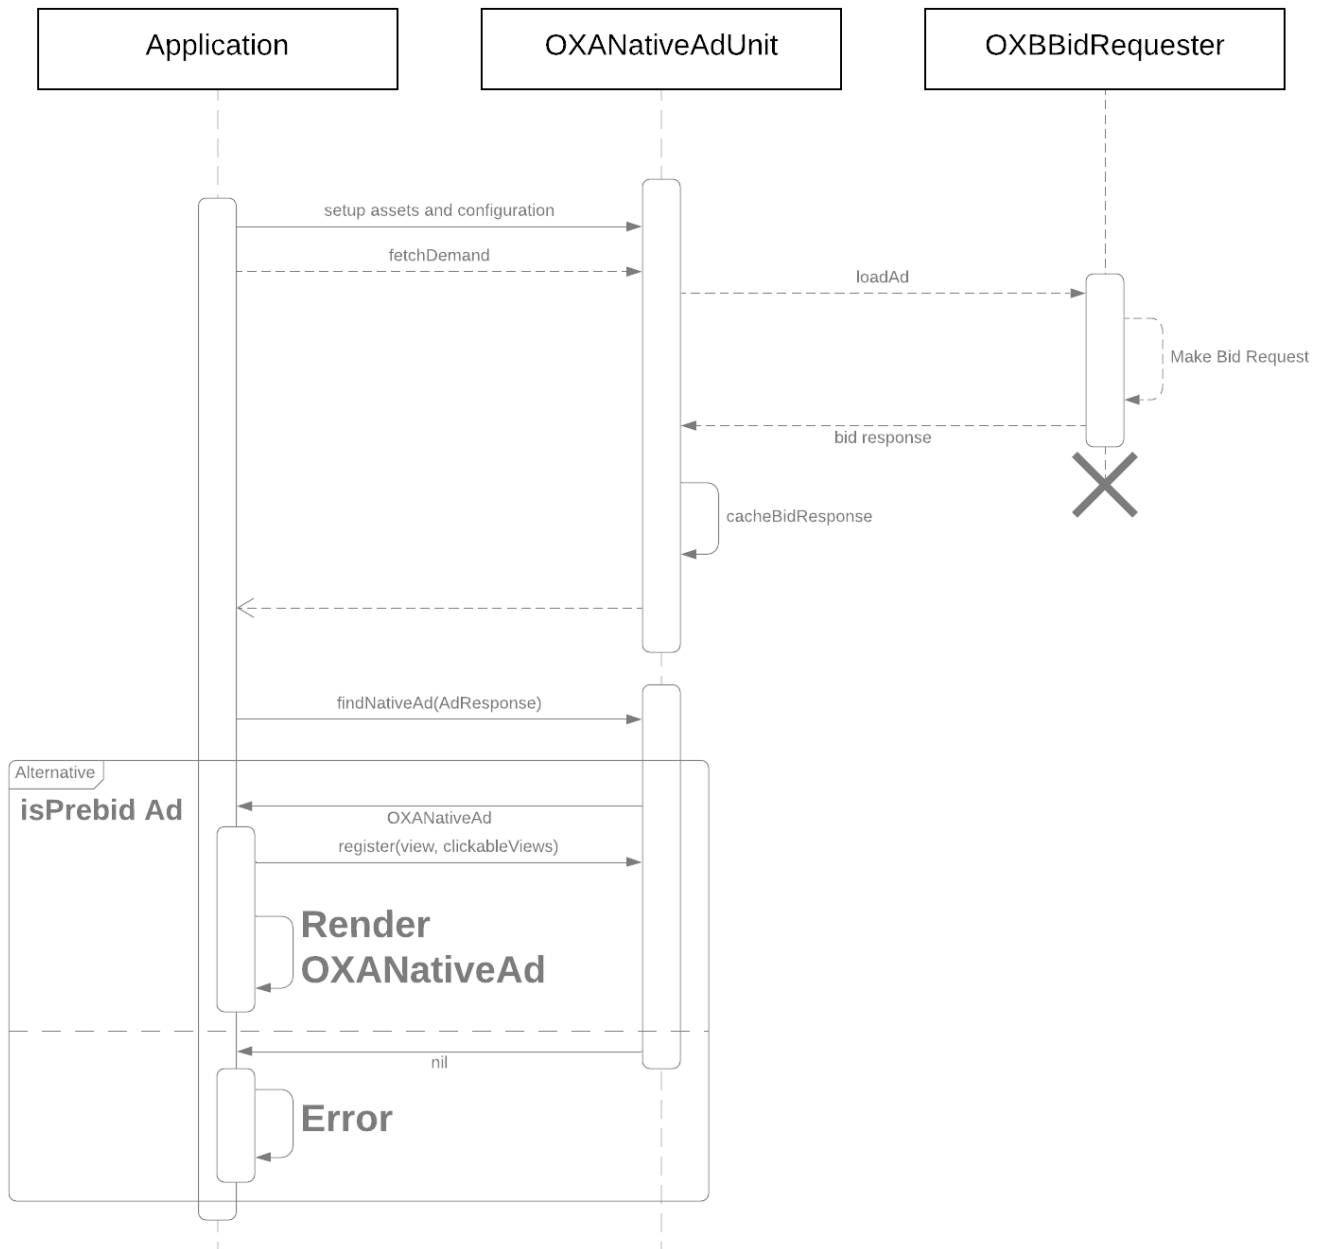 Application
OXANativeAdUnit
OXBBidRequester
setup assets and configuration
fetchDemand
loadAd
Make Bid Request
bid response
cacheBidResponse
findNativeAd(AdResponse)
Alternative
isPrebid Ad
OXANativeAd
register(view, clickableViews)
Render
OXANativeAd
nil
Error